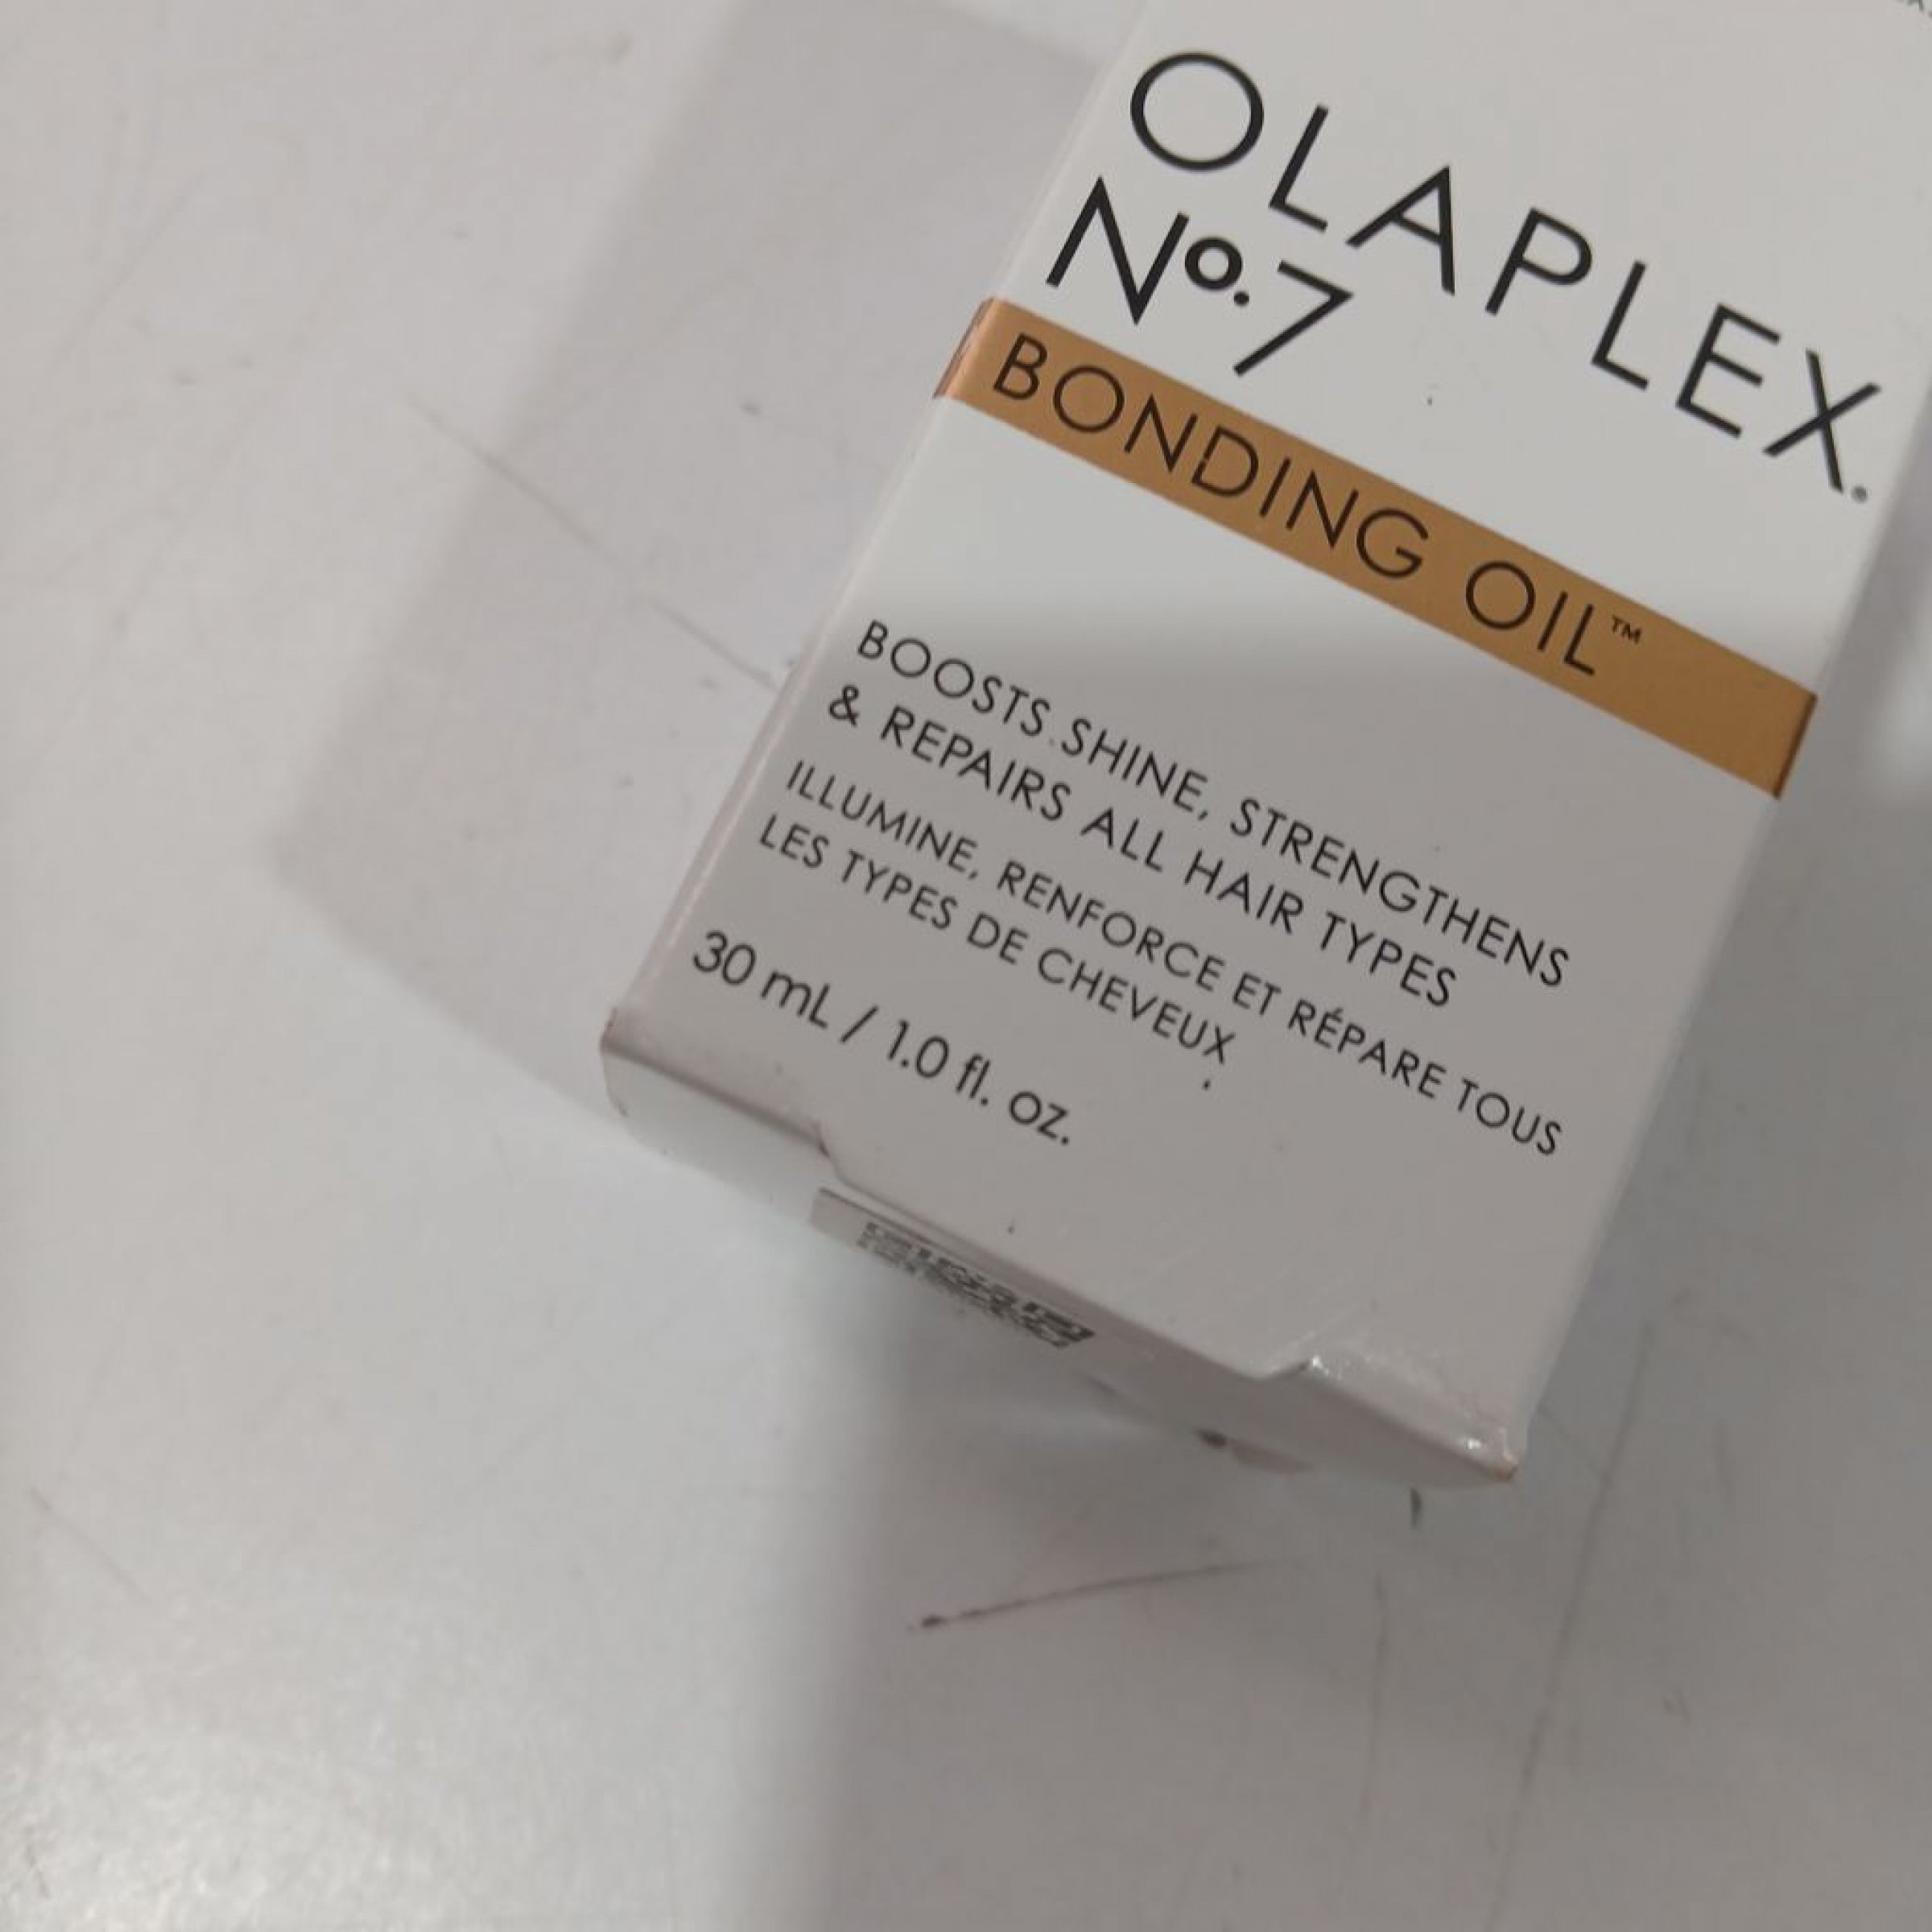 OLAPLEX®
Nº.7
BONDING OIL™
BOOSTS SHINE, STRENGTHENS
& REPAIRS ALL HAIR TYPES
ILLUMINE, RENFORCE ET RÉPARE TOUS
LES TYPES DE CHEVEUX
30 mL / 1.0 fl. oz.